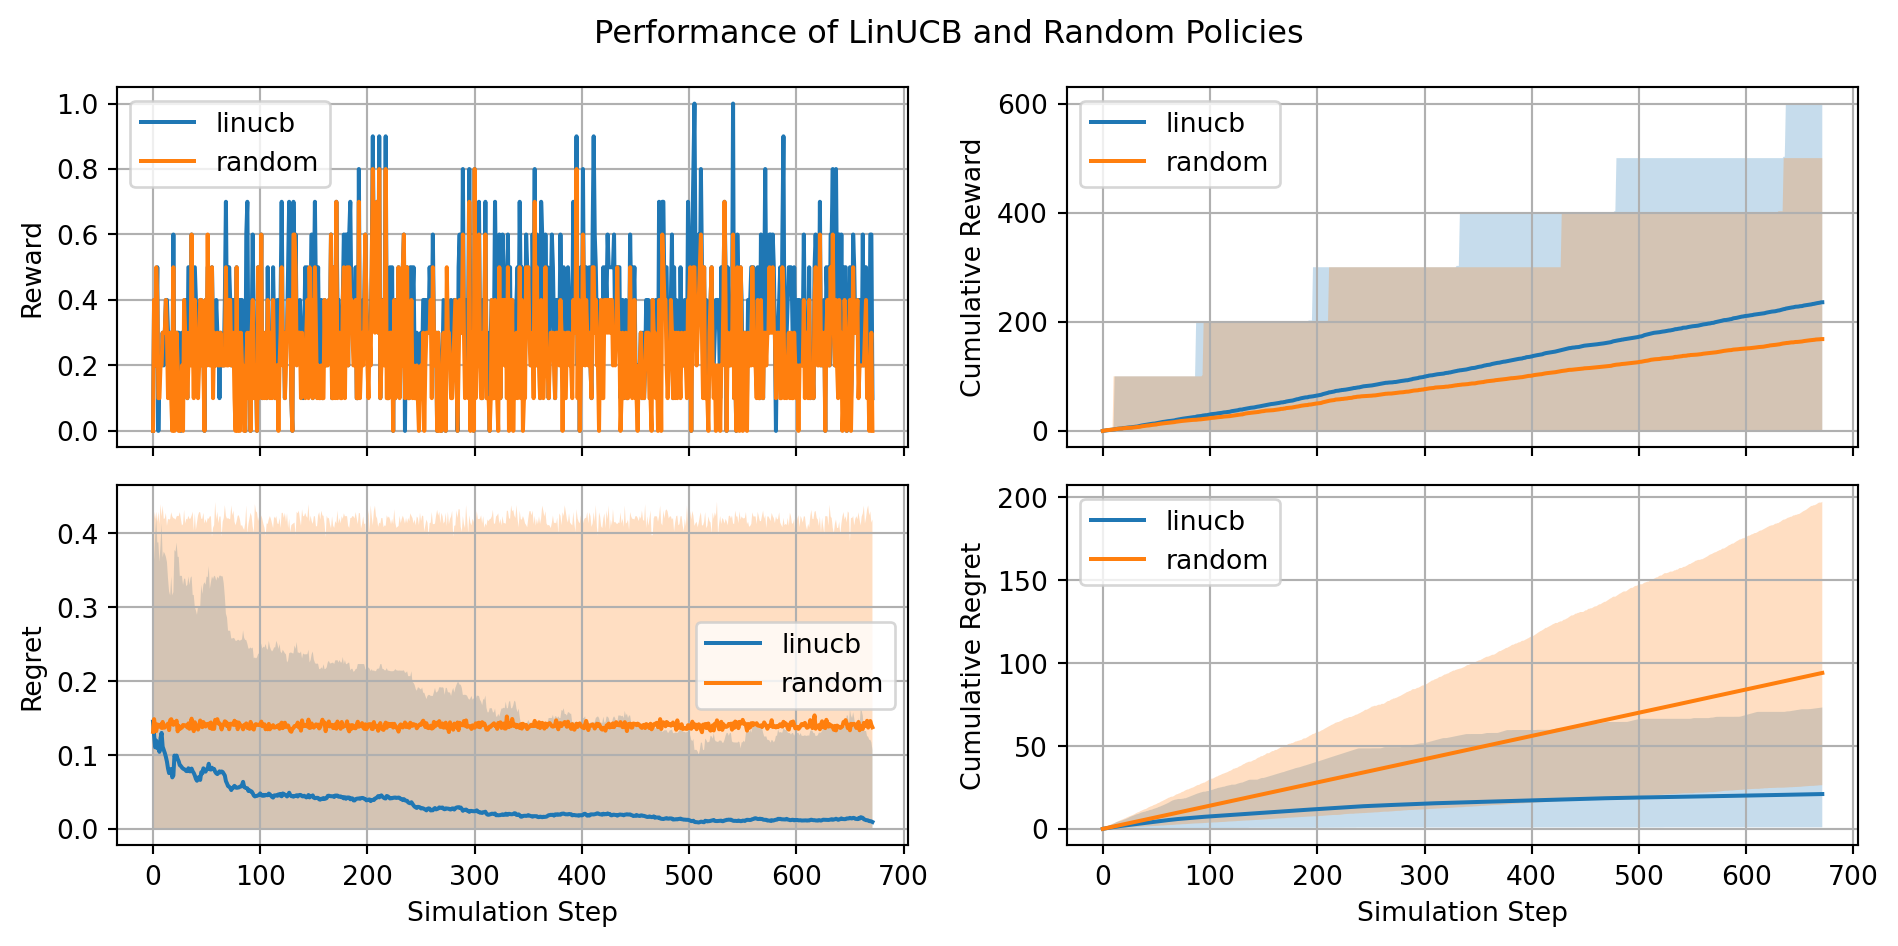 Performance of LinUCB and Random Policies
Reward
1.0
0.8
0.6
0.4
0.2
0.0
linucb
random
Cumulative Reward
600
400
200
0
linucb
random
Regret
0.4
0.3
0.2
0.1
0.0
linucb
random
0 100 200 300 400 500 600 700
Simulation Step
Cumulative Regret
200
150
100
50
0
linucb
random
0 100 200 300 400 500 600 700
Simulation Step